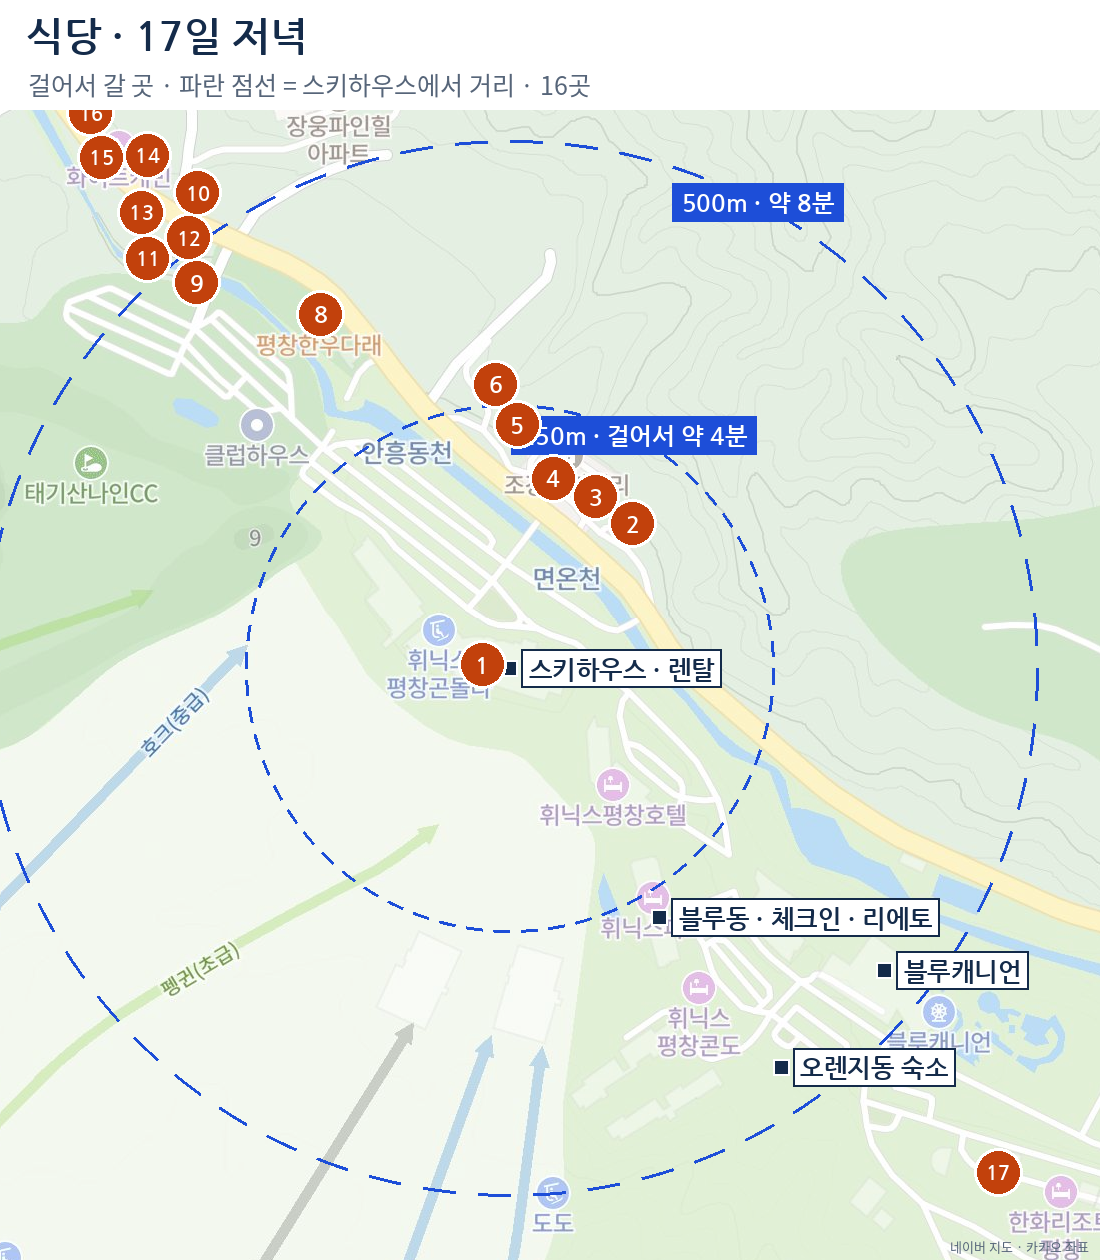 식당 · 17일 저녁
걸어서 갈 곳 · 파란 점선 = 스키하우스에서 거리 · 16곳
16
장웅파인힐
아파트
15
14
10
500m · 약 8분
13
12
11
9
8
평창한우다래
6
5
50m · 걸어서 약 4분
클럽하우스
안흥동천
4
3
2
태기산나인CC
9
면온천
1
스키하우스 · 렌탈
휘닉스
평창곤돌라
호크(중급)
휘닉스평창호텔
블루동 · 체크인 · 리에토
펭귄(초급)
블루캐니언
휘닉스
평창콘도
블루캐니언
오렌지동 숙소
17
도도
한화리조트
평창
네이버 지도 · 카카오 좌표